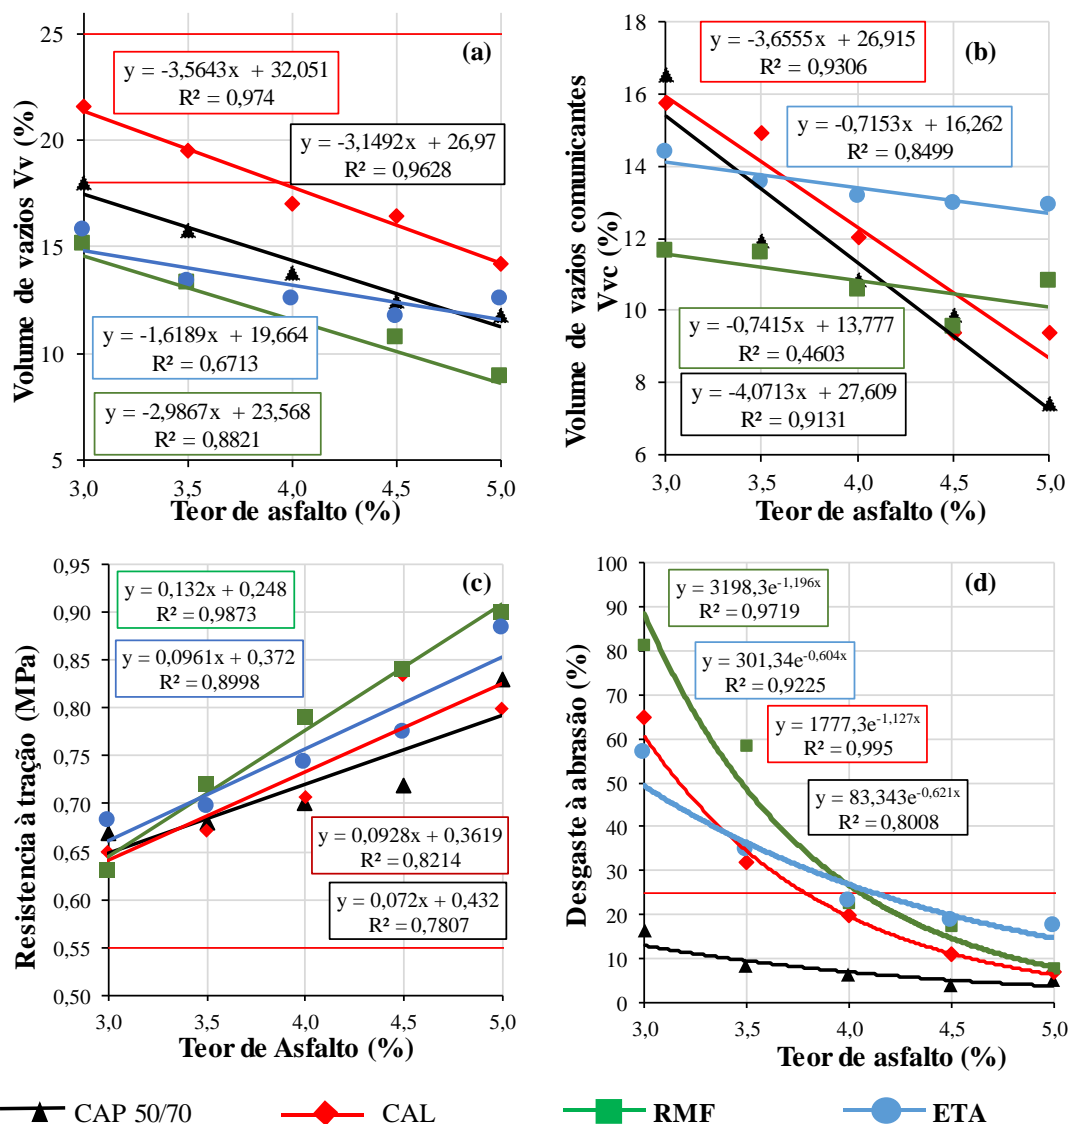 (a)
Volume de vazios Vv (%)
25
20
15
10
5
y = -3,5643x + 32,051
R² = 0,974
y = -3,1492x + 26,97
R² = 0,9628
y = -1,6189x + 19,664
R² = 0,6713
y = -2,9867x + 23,568
R² = 0,8821
3,0 3,5 4,0 4,5 5,0
Teor de asfalto (%)
(b)
Volume de vazios comunicantes
Vvc (%)
18
16
14
12
10
8
6
y = -3,6555x + 26,915
R² = 0,9306
y = -0,7153x + 16,262
R² = 0,8499
y = -0,7415x + 13,777
R² = 0,4603
y = -4,0713x + 27,609
R² = 0,9131
3,0 3,5 4,0 4,5 5,0
Teor de asfalto (%)
(c)
Resistencia à tração (MPa)
0,95
0,90
0,85
0,80
0,75
0,70
0,65
0,60
0,55
0,50
y = 0,132x + 0,248
R² = 0,9873
y = 0,0961x + 0,372
R² = 0,8998
y = 0,0928x + 0,3619
R² = 0,8214
y = 0,072x + 0,432
R² = 0,7807
3,0 3,5 4,0 4,5 5,0
Teor de Asfalto (%)
(d)
Desgaste à abrasão (%)
100
90
80
70
60
50
40
30
20
10
0
y = 3198,3e-1,196x
R² = 0,9719
y = 301,34e-0,604x
R² = 0,9225
y = 1777,3e-1,127x
R² = 0,995
y = 83,343e-0,621x
R² = 0,8008
3,0 3,5 4,0 4,5 5,0
Teor de asfalto (%)
CAP 50/70 CAL RMF ETA